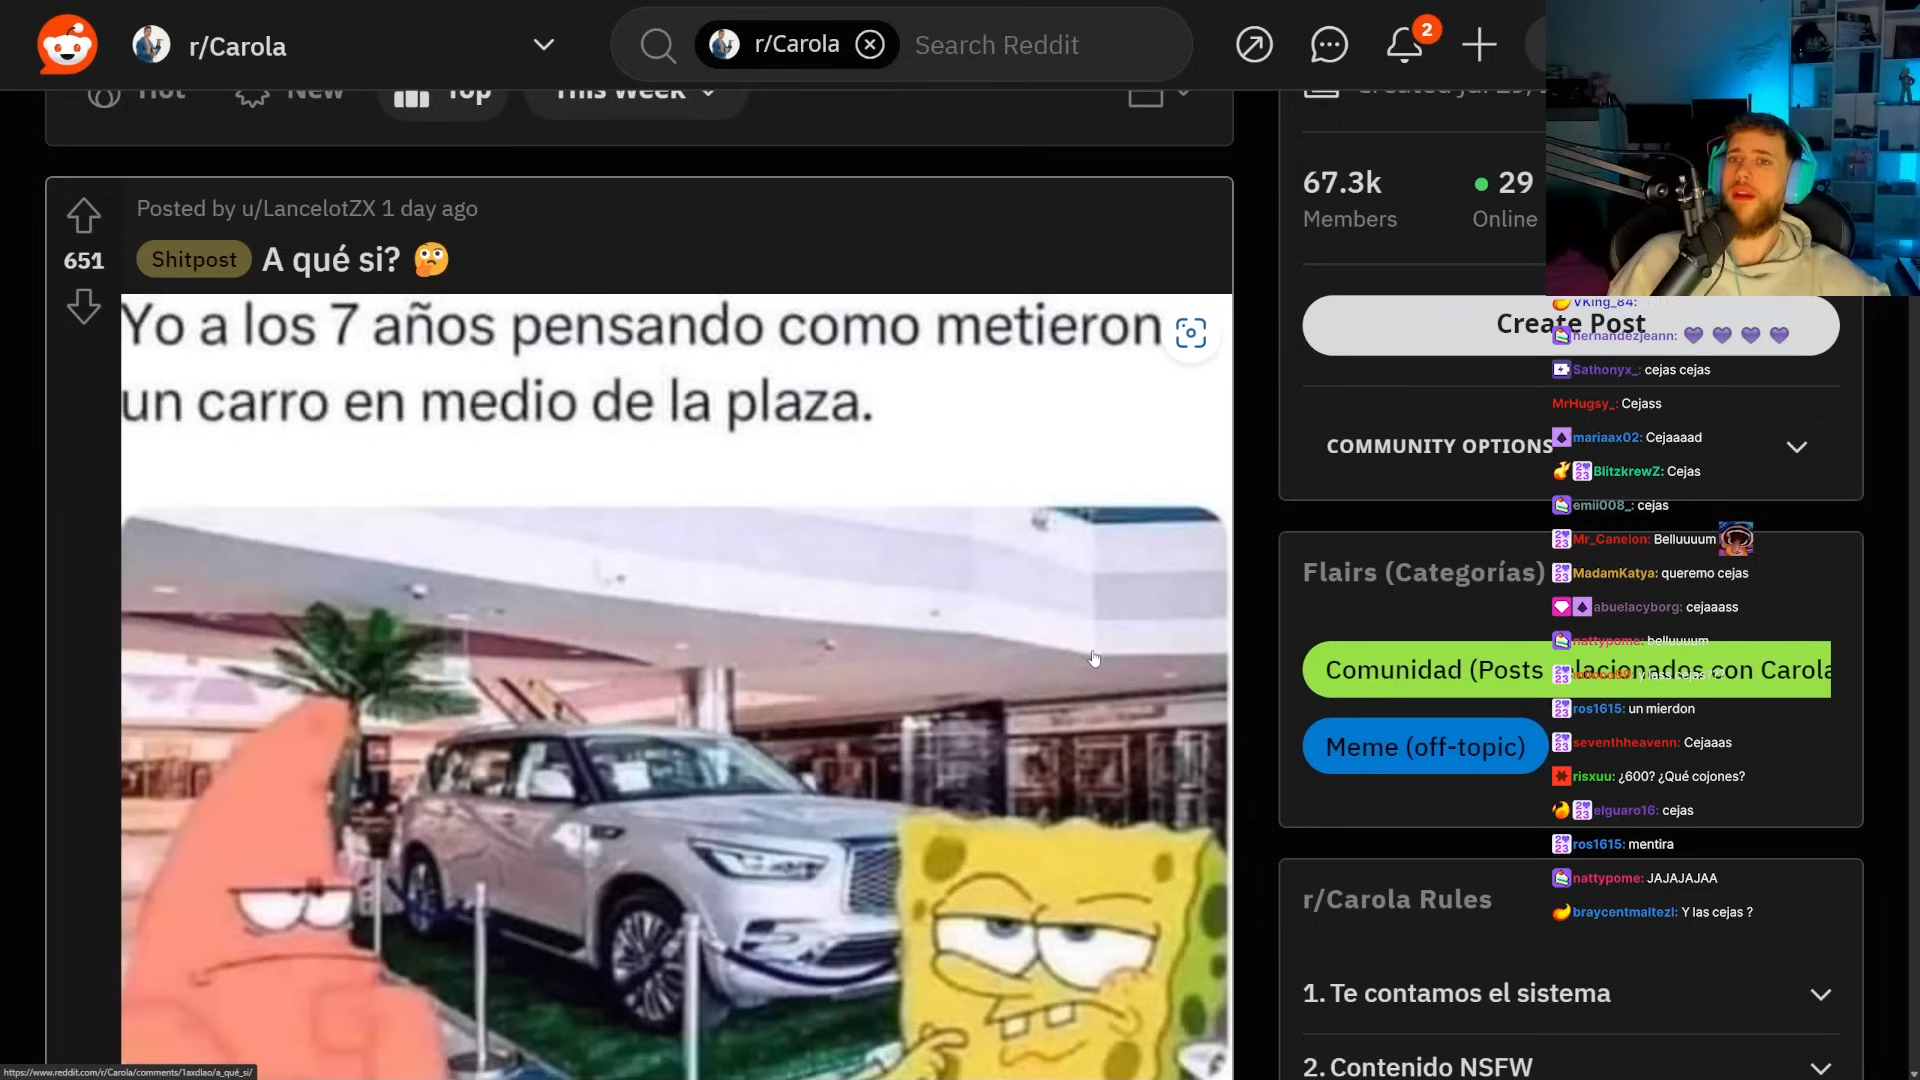 r/Carola
r/Carola
Search Reddit
2
Hot
New
Top
This Week
67.3k
Members
29
Online
Posted by u/LancelotZX 1 day ago
651
Shitpost
A qué si? 🤔
Yo a los 7 años pensando como metieron
un carro en medio de la plaza.
Create Post
COMMUNITY OPTIONS
Flairs (Categorías)
Comunidad (Posts relacionados con Carola
Meme (off-topic)
r/Carola Rules
1. Te contamos el sistema
2. Contenido NSFW
VKing_84: cejas
hernandezjeann: 💜 💜 💜 💜
Sathonyx_: cejas cejas
MrHugsy_: Cejass
mariaax02: Cejaaaad
BlitzkrewZ: Cejas
emii008_: cejas
Mr_Canelon: Belluuuum
MadamKatya: queremo cejas
abuelacyborg: cejaaass
nattypome: belluuuum
ros1615: un mierdon
seventhheavenn: Cejaaas
risxuu: ¿600? ¿Qué cojones?
elguaro16: cejas
ros1615: mentira
nattypome: JAJAJAJAA
braycentmaltezl: Y las cejas ?
https://www.reddit.com/r/Carola/comments/1axdlao/a_qué_si/